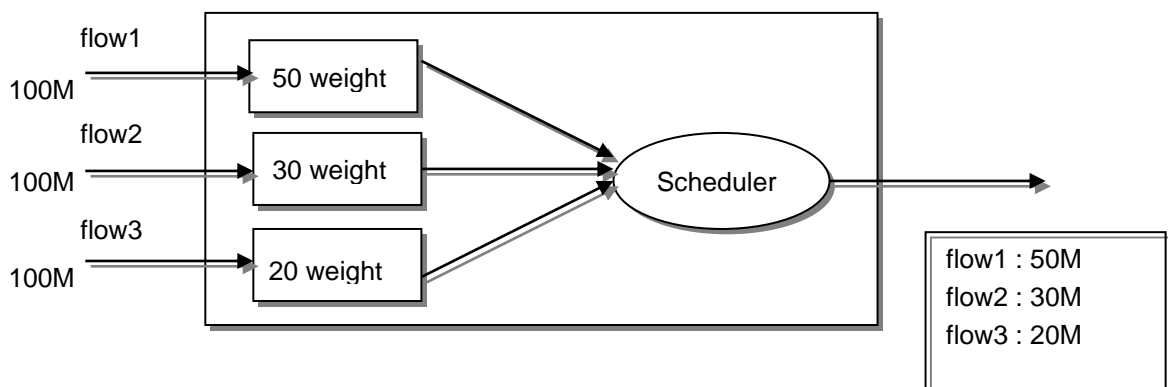 flow1
100M
50 weight
flow2
100M
30 weight
flow3
100M
20 weight
Scheduler
flow1 : 50M
flow2 : 30M
flow3 : 20M